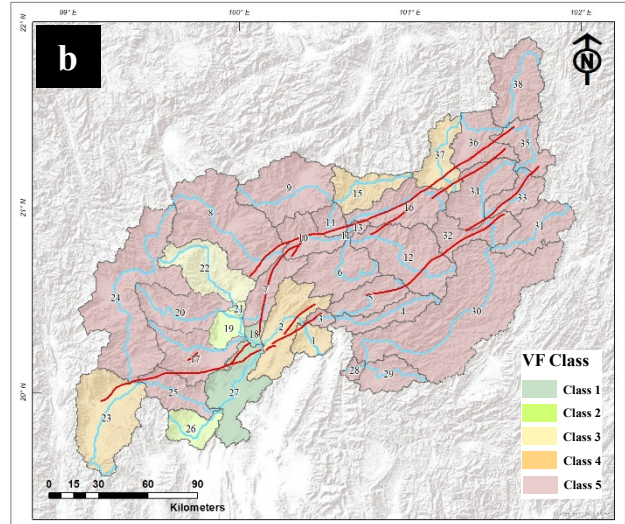 99° E 100° E 101° E 102° E
22° N
b
N
38
36 35
37
9 15 34
16 33
8 14 13
21° N
10 11 32 31
12
22 6
7
24 5
21 4 30
20
19 18 3
2
17 1
28
20° N
25 27 29
23
26
VF Class
Class 1
Class 2
Class 3
Class 4
Class 5
0 15 30 60 90
Kilometers